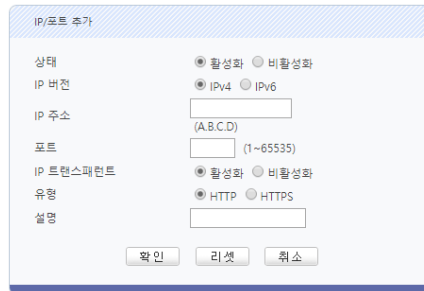 IP/포트 추가
상태 활성화 비활성화
IP 버전 IPv4 IPv6
IP 주소
(A.B.C.D)
포트 (1~65535)
IP 트랜스패런트 활성화 비활성화
유형 HTTP HTTPS
설명
확인 리셋 취소